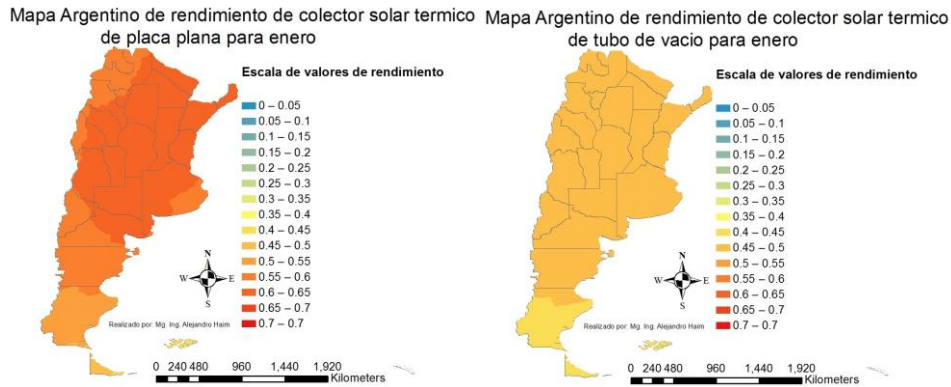 Mapa Argentino de rendimiento de colector solar termico
de placa plana para enero
Escala de valores de rendimiento
0 – 0.05
0.05 – 0.1
0.1 – 0.15
0.15 – 0.2
0.2 – 0.25
0.25 – 0.3
0.3 – 0.35
0.35 – 0.4
0.4 – 0.45
0.45 – 0.5
0.5 – 0.55
0.55 – 0.6
0.6 – 0.65
0.65 – 0.7
0.7 – 0.7
N
W E
S
Realizado por: Mg. Ing. Alejandro Haim
0 240 480 960 1,440 1,920
Kilometers
Mapa Argentino de rendimiento de colector solar termico
de tubo de vacio para enero
Escala de valores de rendimiento
0 – 0.05
0.05 – 0.1
0.1 – 0.15
0.15 – 0.2
0.2 – 0.25
0.25 – 0.3
0.3 – 0.35
0.35 – 0.4
0.4 – 0.45
0.45 – 0.5
0.5 – 0.55
0.55 – 0.6
0.6 – 0.65
0.65 – 0.7
0.7 – 0.7
N
W E
S
Realizado por: Mg. Ing. Alejandro Haim
0 240 480 960 1,440 1,920
Kilometers